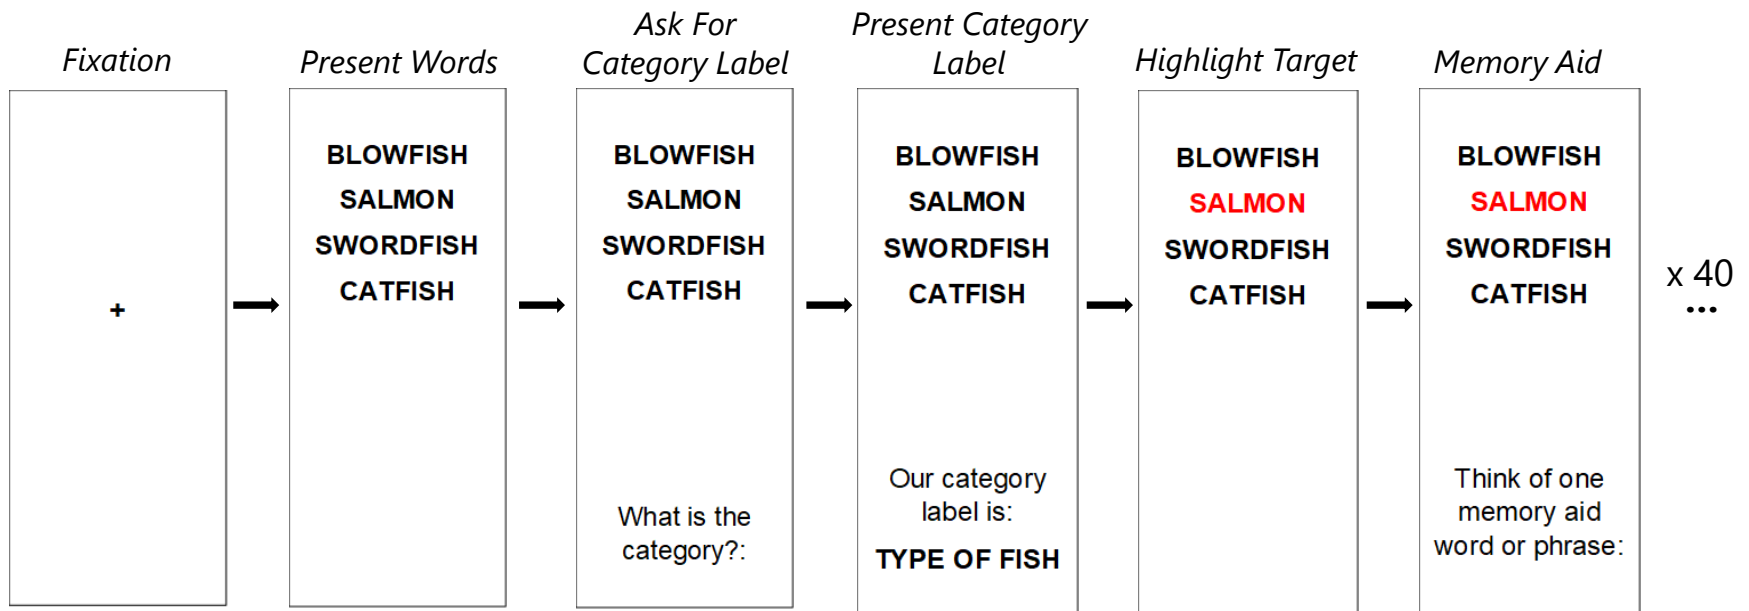 Fixation
+
Present Words
BLOWFISH
SALMON
SWORDFISH
CATFISH
Ask For
Category Label
BLOWFISH
SALMON
SWORDFISH
CATFISH
What is the
category?:
Present Category
Label
BLOWFISH
SALMON
SWORDFISH
CATFISH
Our category
label is:
TYPE OF FISH
Highlight Target
BLOWFISH
SALMON
SWORDFISH
CATFISH
Memory Aid
BLOWFISH
SALMON
SWORDFISH
CATFISH
Think of one
memory aid
word or phrase:
x 40
...